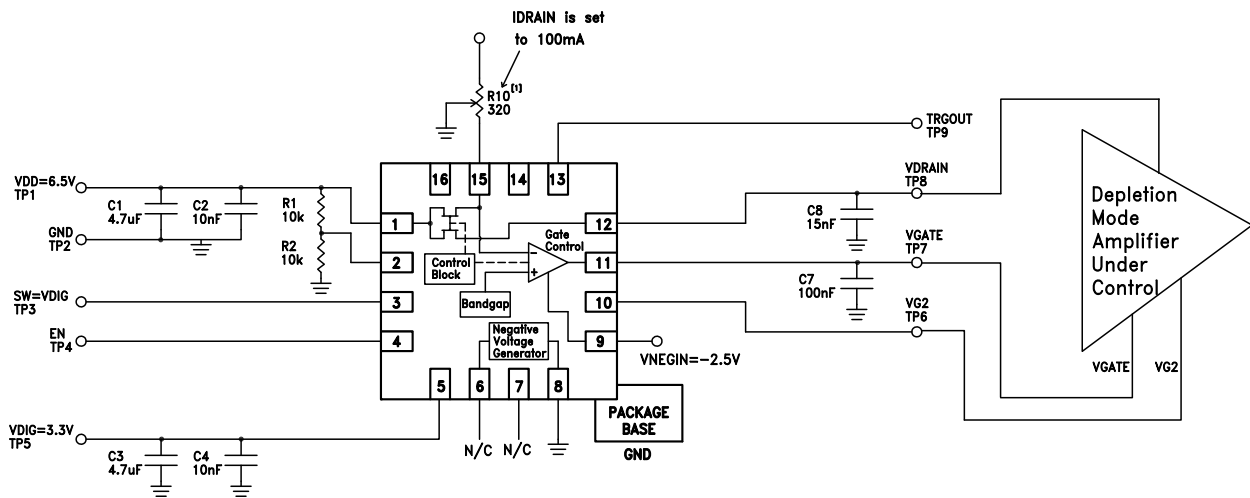 IDRAIN is set
to 100mA
R10[1]
320
TRGOUT
TP9
VDD=6.5V
TP1
C1
4.7uF
C2
10nF
R1
10k
R2
10k
GND
TP2
SW=VDIG
TP3
EN
TP4
16
15
14
13
1
2
3
4
12
11
10
9
5
6
7
8
Gate
Control
Control
Block
Bandgap
Negative
Voltage
Generator
VDRAIN
TP8
C8
15nF
VGATE
TP7
C7
100nF
VG2
TP6
VNEGIN=-2.5V
Depletion
Mode
Amplifier
Under
Control
VGATE
VG2
PACKAGE
BASE
GND
N/C
N/C
VDIG=3.3V
TP5
C3
4.7uF
C4
10nF